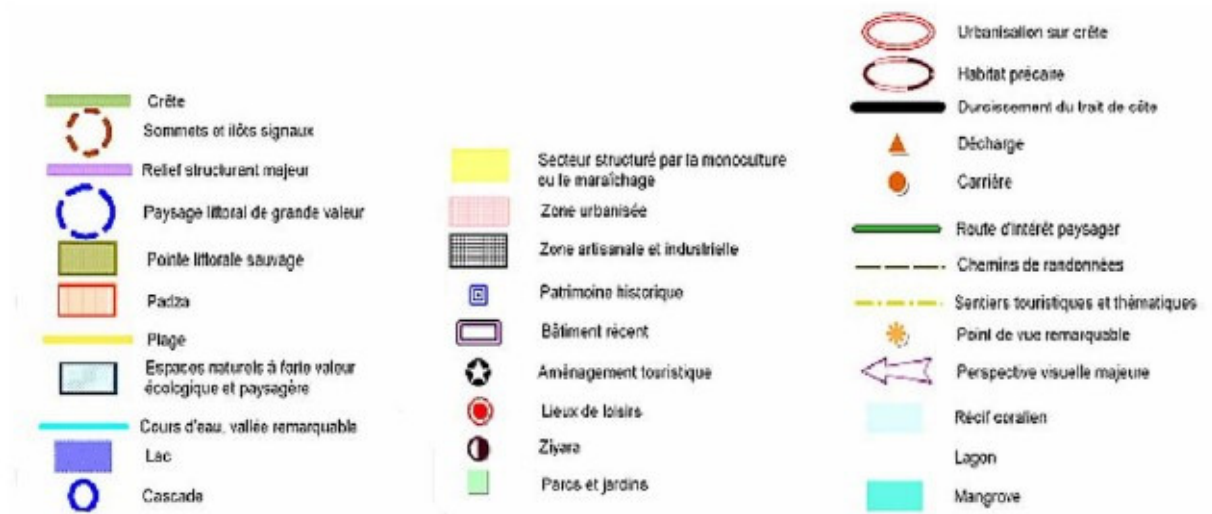 Crête
Sommets et ilôts signaux
Relief structurant majeur
Paysage littoral de grande valeur
Pointe littorale sauvage
Padza
Plage
Espaces naturels à forte valeur
écologique et paysagère
Cours d'eau, vallée remarquable
Lac
Cascade
Secteur structuré par la monoculture
ou le maraîchage
Zone urbanisée
Zone artisanale et industrielle
Patrimoine historique
Bâtiment récent
Aménagement touristique
Lieux de loisirs
Ziyara
Parcs et jardins
Urbanisation sur crête
Habitat précaire
Durcissement du trait de côte
Décharge
Carrière
Route d'intérêt paysager
Chemins de randonnées
Sentiers touristiques et thématiques
Point de vue remarquable
Perspective visuelle majeure
Récif coralien
Lagon
Mangrove